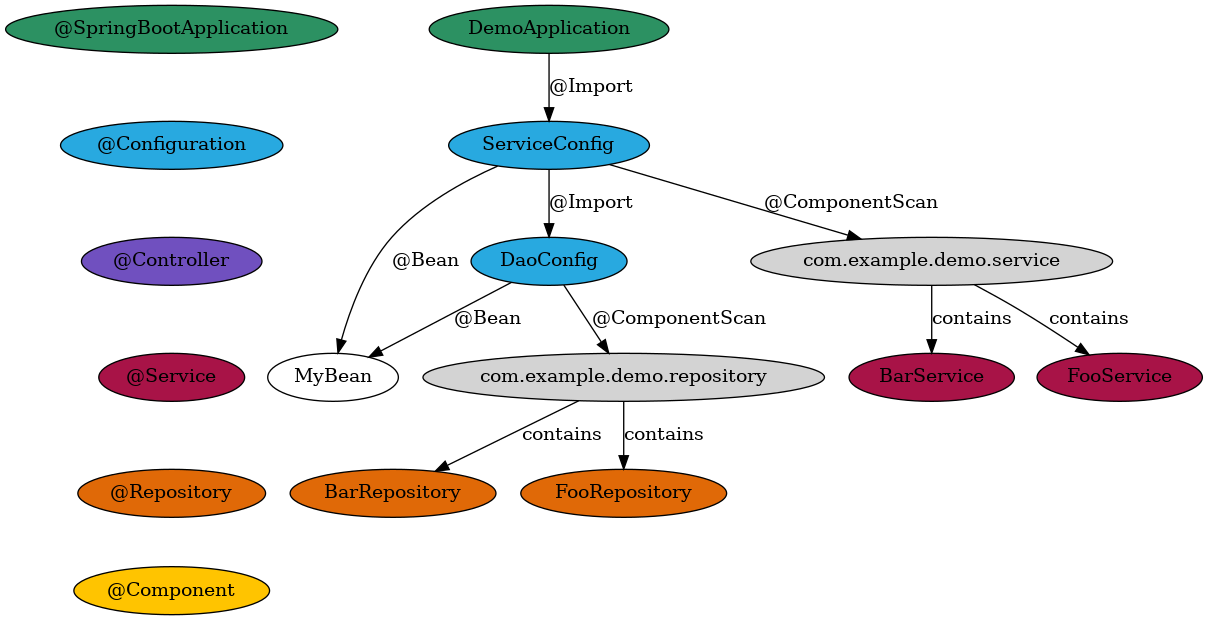 @SpringBootApplication
DemoApplication
@Import
@Configuration
ServiceConfig
@Import
@ComponentScan
@Controller
@Bean
DaoConfig
com.example.demo.service
@Bean
@ComponentScan
contains
contains
@Service
MyBean
com.example.demo.repository
BarService
FooService
contains
contains
@Repository
BarRepository
FooRepository
@Component